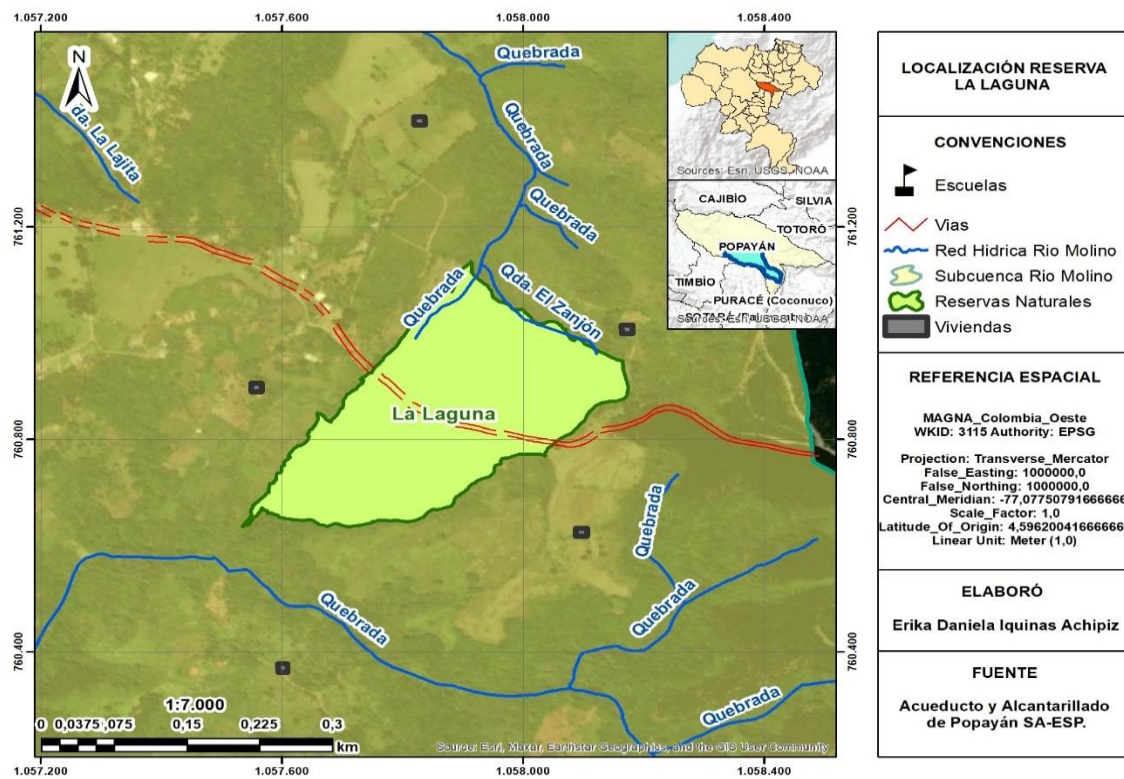 1.057.200 1.057.600 1.058.000 1.058.400
N
da. La Lajita
Quebrada
Quebrada
Quebrada
Quebrada
Qda. El Zanjón
La Laguna
Quebrada
Quebrada
Quebrada
Quebrada
761.200
760.800
760.400
761.200
760.800
760.400
1:7.000
0 0,0375 0,075 0,15 0,225 0,3
km
Source: Esri, Maxar, Earthstar Geographics, and the GIS User Community
1.057.200 1.057.600 1.058.000 1.058.400
Sources: Esri, USGS, NOAA
CAJIBÍO SILVIA
TOTORÓ
POPAYÁN
TIMBÍO
PURACÉ (Coconuco)
Sources: Esri, USGS, NOAA
LOCALIZACIÓN RESERVA
LA LAGUNA
CONVENCIONES
Escuelas
Vias
Red Hidrica Rio Molino
Subcuenca Rio Molino
Reservas Naturales
Viviendas
REFERENCIA ESPACIAL
MAGNA_Colombia_Oeste
WKID: 3115 Authority: EPSG
Projection: Transverse_Mercator
False_Easting: 1000000,0
False_Northing: 1000000,0
Central_Meridian: -77,07750791666666
Scale_Factor: 1,0
Latitude_Of_Origin: 4,59620041666666
Linear Unit: Meter (1,0)
ELABORÓ
Erika Daniela Iquinas Achipiz
FUENTE
Acueducto y Alcantarillado
de Popayán SA-ESP.